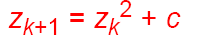 z_{k+1} = z_k^2 + c